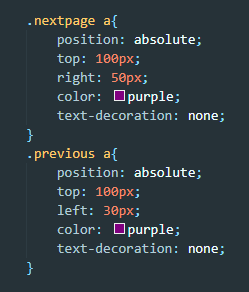 .nextpage a{
position: absolute;
top: 100px;
right: 50px;
color: purple;
text-decoration: none;
}
.previous a{
position: absolute;
top: 100px;
left: 30px;
color: purple;
text-decoration: none;
}